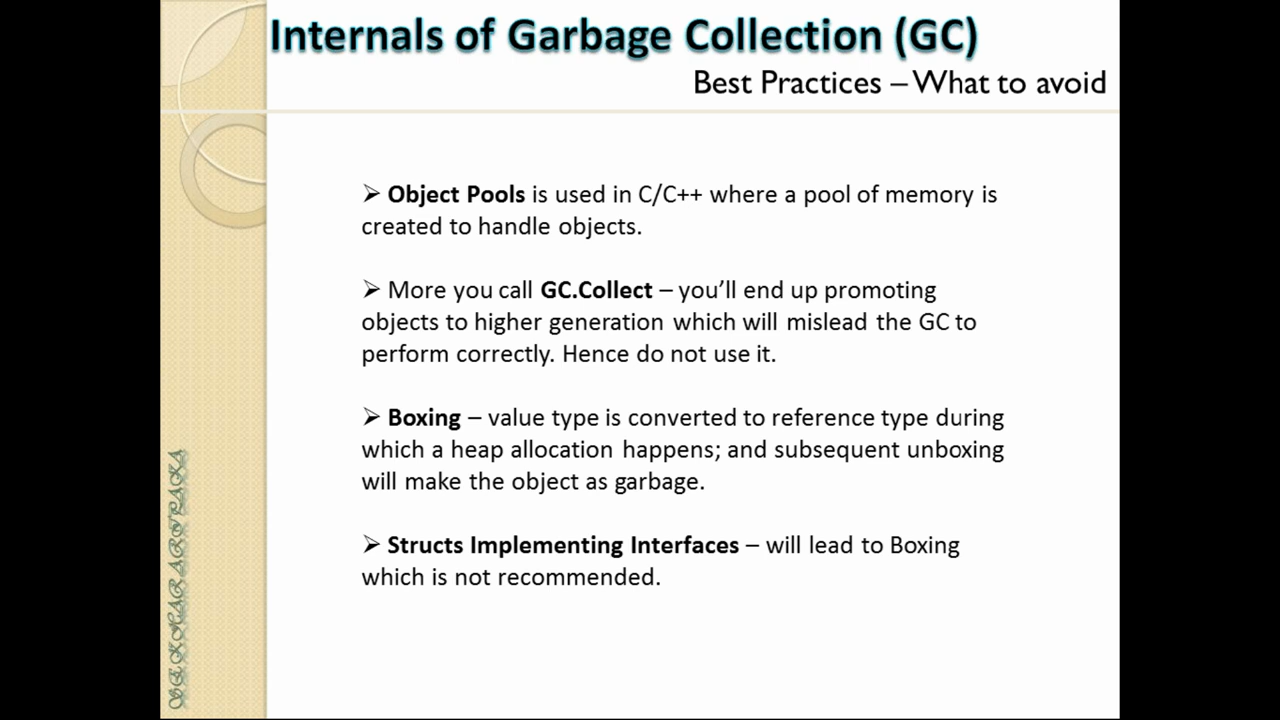 Internals of Garbage Collection (GC)
Best Practices – What to avoid
➢ Object Pools is used in C/C++ where a pool of memory is
created to handle objects.
➢ More you call GC.Collect – you’ll end up promoting
objects to higher generation which will mislead the GC to
perform correctly. Hence do not use it.
➢ Boxing – value type is converted to reference type during
which a heap allocation happens; and subsequent unboxing
will make the object as garbage.
➢ Structs Implementing Interfaces – will lead to Boxing
which is not recommended.